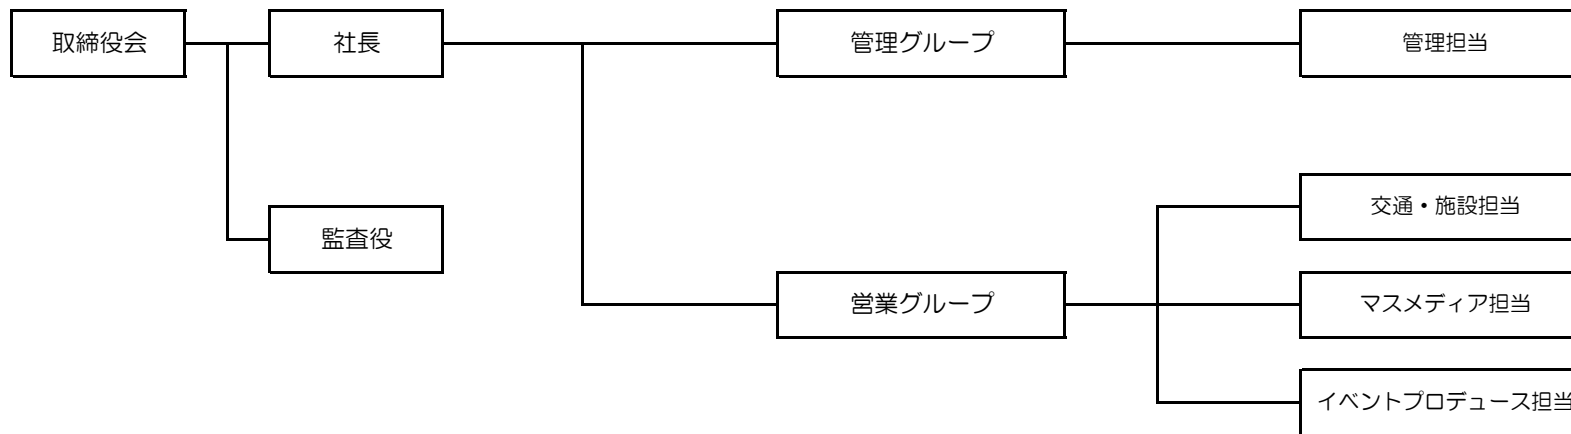 取締役会
社長
管理グループ
管理担当
交通・施設担当
監査役
営業グループ
マスメディア担当
イベントプロデュース担当